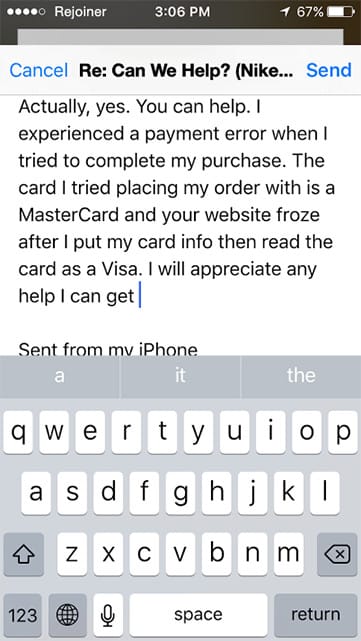 Rejoiner 3:06 PM 67%
Cancel Re: Can We Help? (Nike... Send
Actually, yes. You can help. I
experienced a payment error when I
tried to complete my purchase. The
card I tried placing my order with is a
MasterCard and your website froze
after I put my card info then read the
card as a Visa. I will appreciate any
help I can get
Sent from my iPhone
a it the
q w e r t y u i o p
a s d f g h j k l
z x c v b n m
123 space return